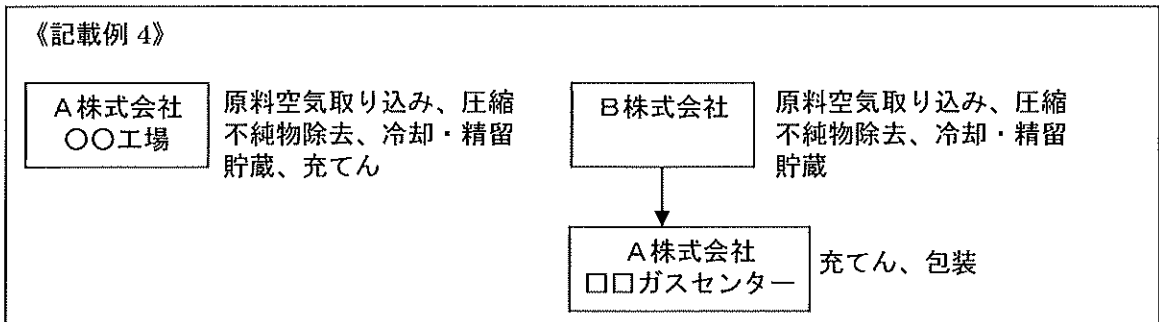 《記載例 4》
A株式会社
〇〇工場
原料空気取り込み、圧縮
不純物除去、冷却・精留
貯蔵、充てん
B株式会社
原料空気取り込み、圧縮
不純物除去、冷却・精留
貯蔵
A株式会社
□□ガスセンター
充てん、包装